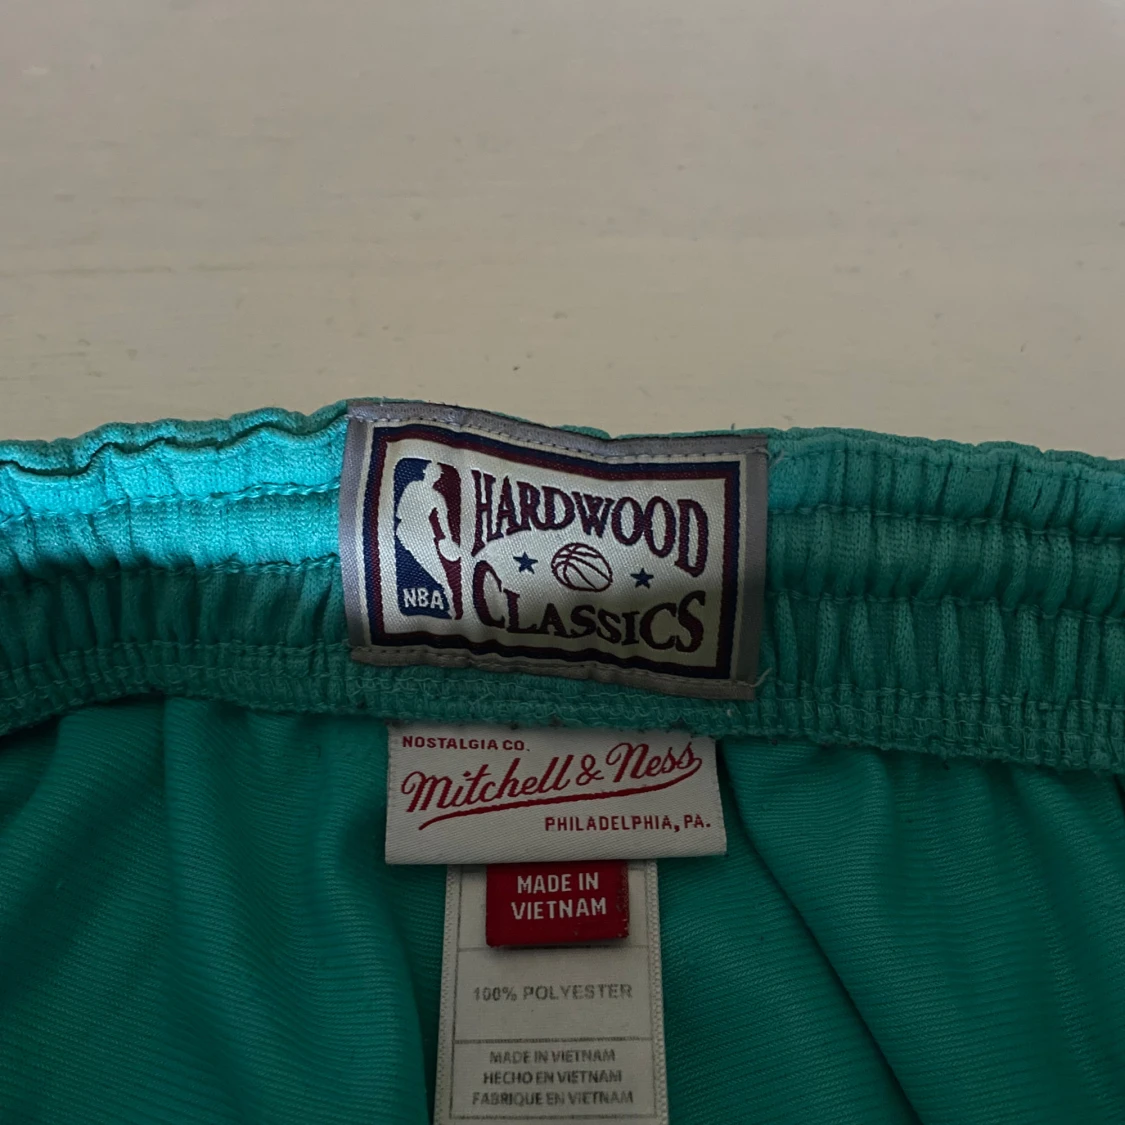 HARDWOOD
NBA
CLASSICS
NOSTALGIA CO.
Mitchell & Ness
PHILADELPHIA, PA.
MADE IN
VIETNAM
100% POLYESTER
MADE IN VIETNAM
HECHO EN VIETNAM
FABRIQUE EN VIETNAM